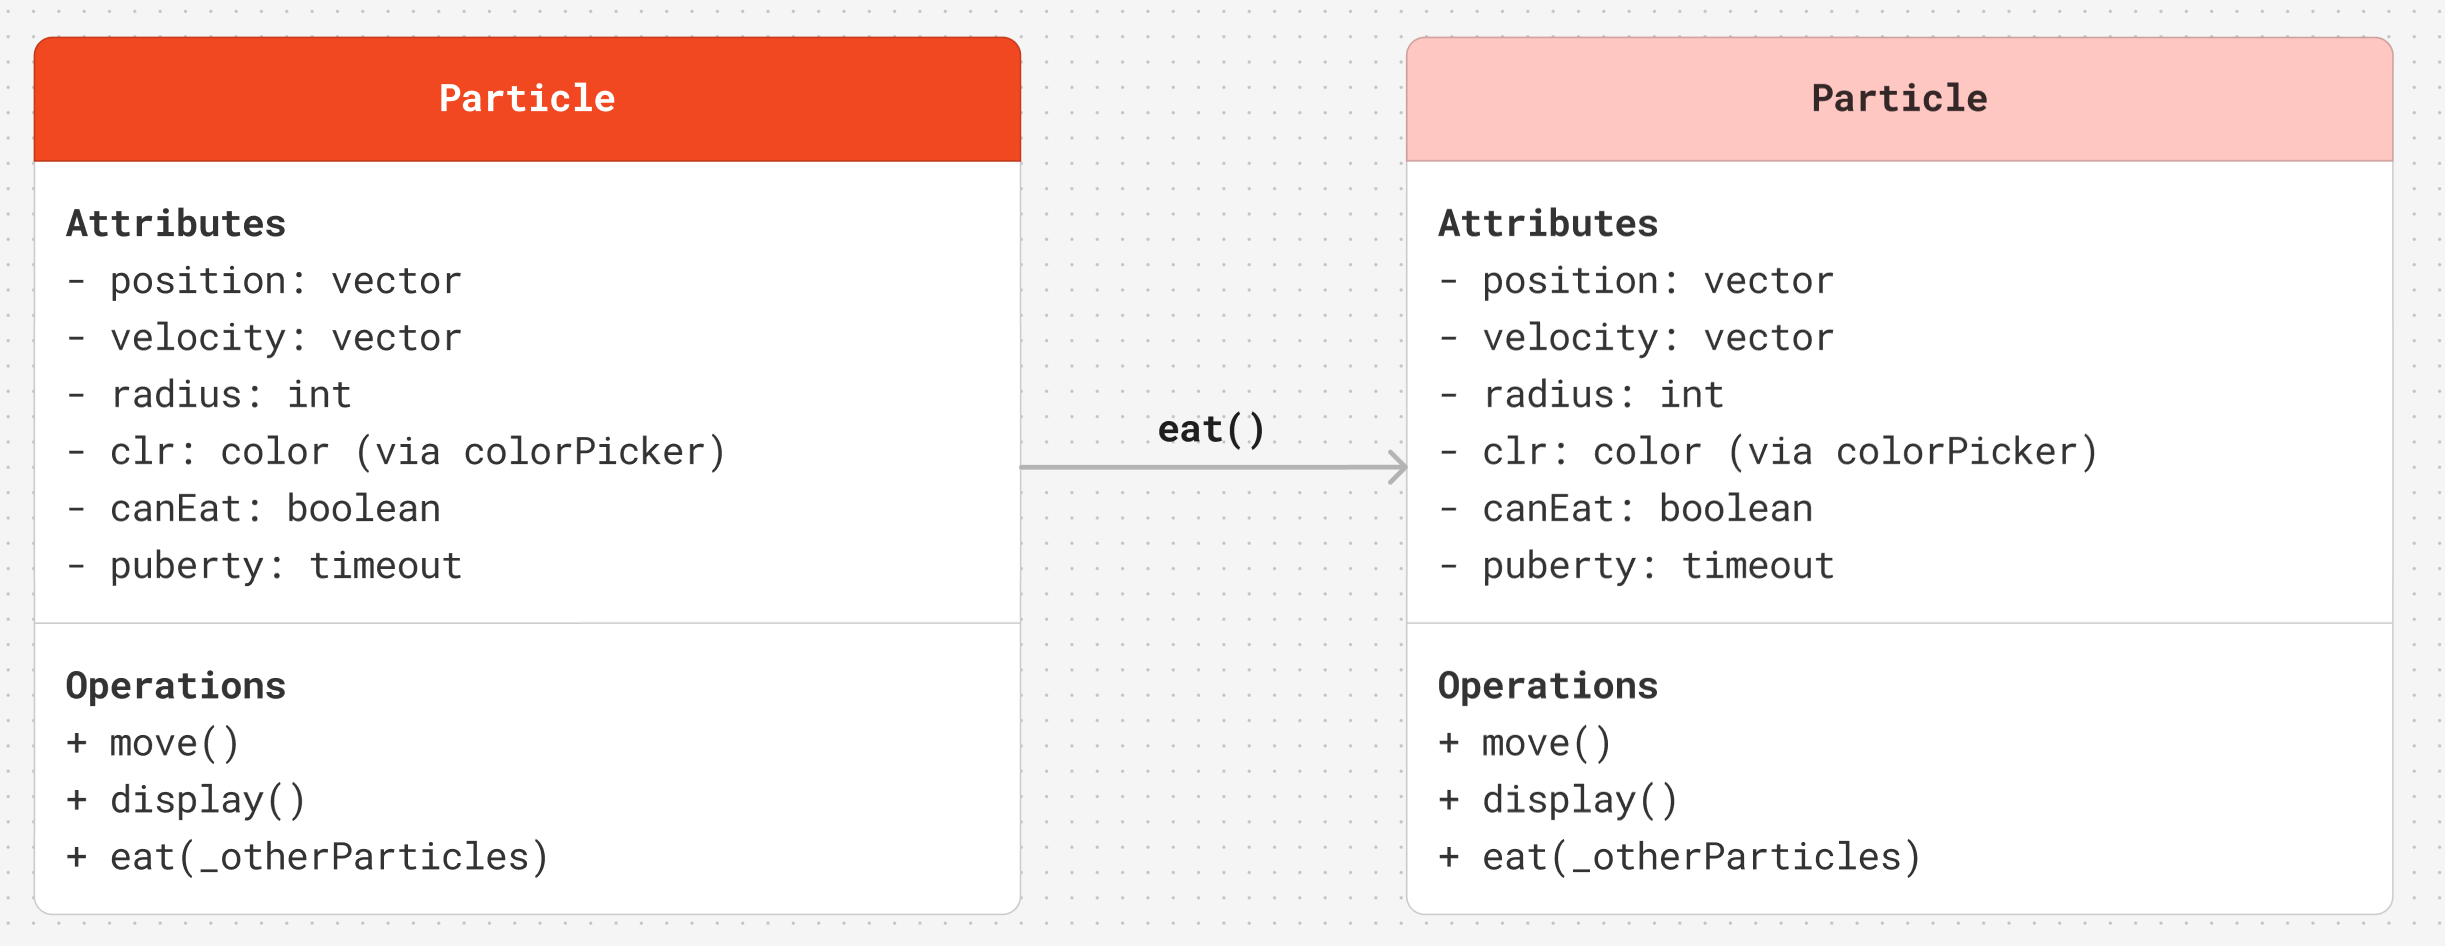 Particle
Attributes
- position: vector
- velocity: vector
- radius: int
- clr: color (via colorPicker)
- canEat: boolean
- puberty: timeout
Operations
+ move()
+ display()
+ eat(_otherParticles)
eat()
Particle
Attributes
- position: vector
- velocity: vector
- radius: int
- clr: color (via colorPicker)
- canEat: boolean
- puberty: timeout
Operations
+ move()
+ display()
+ eat(_otherParticles)